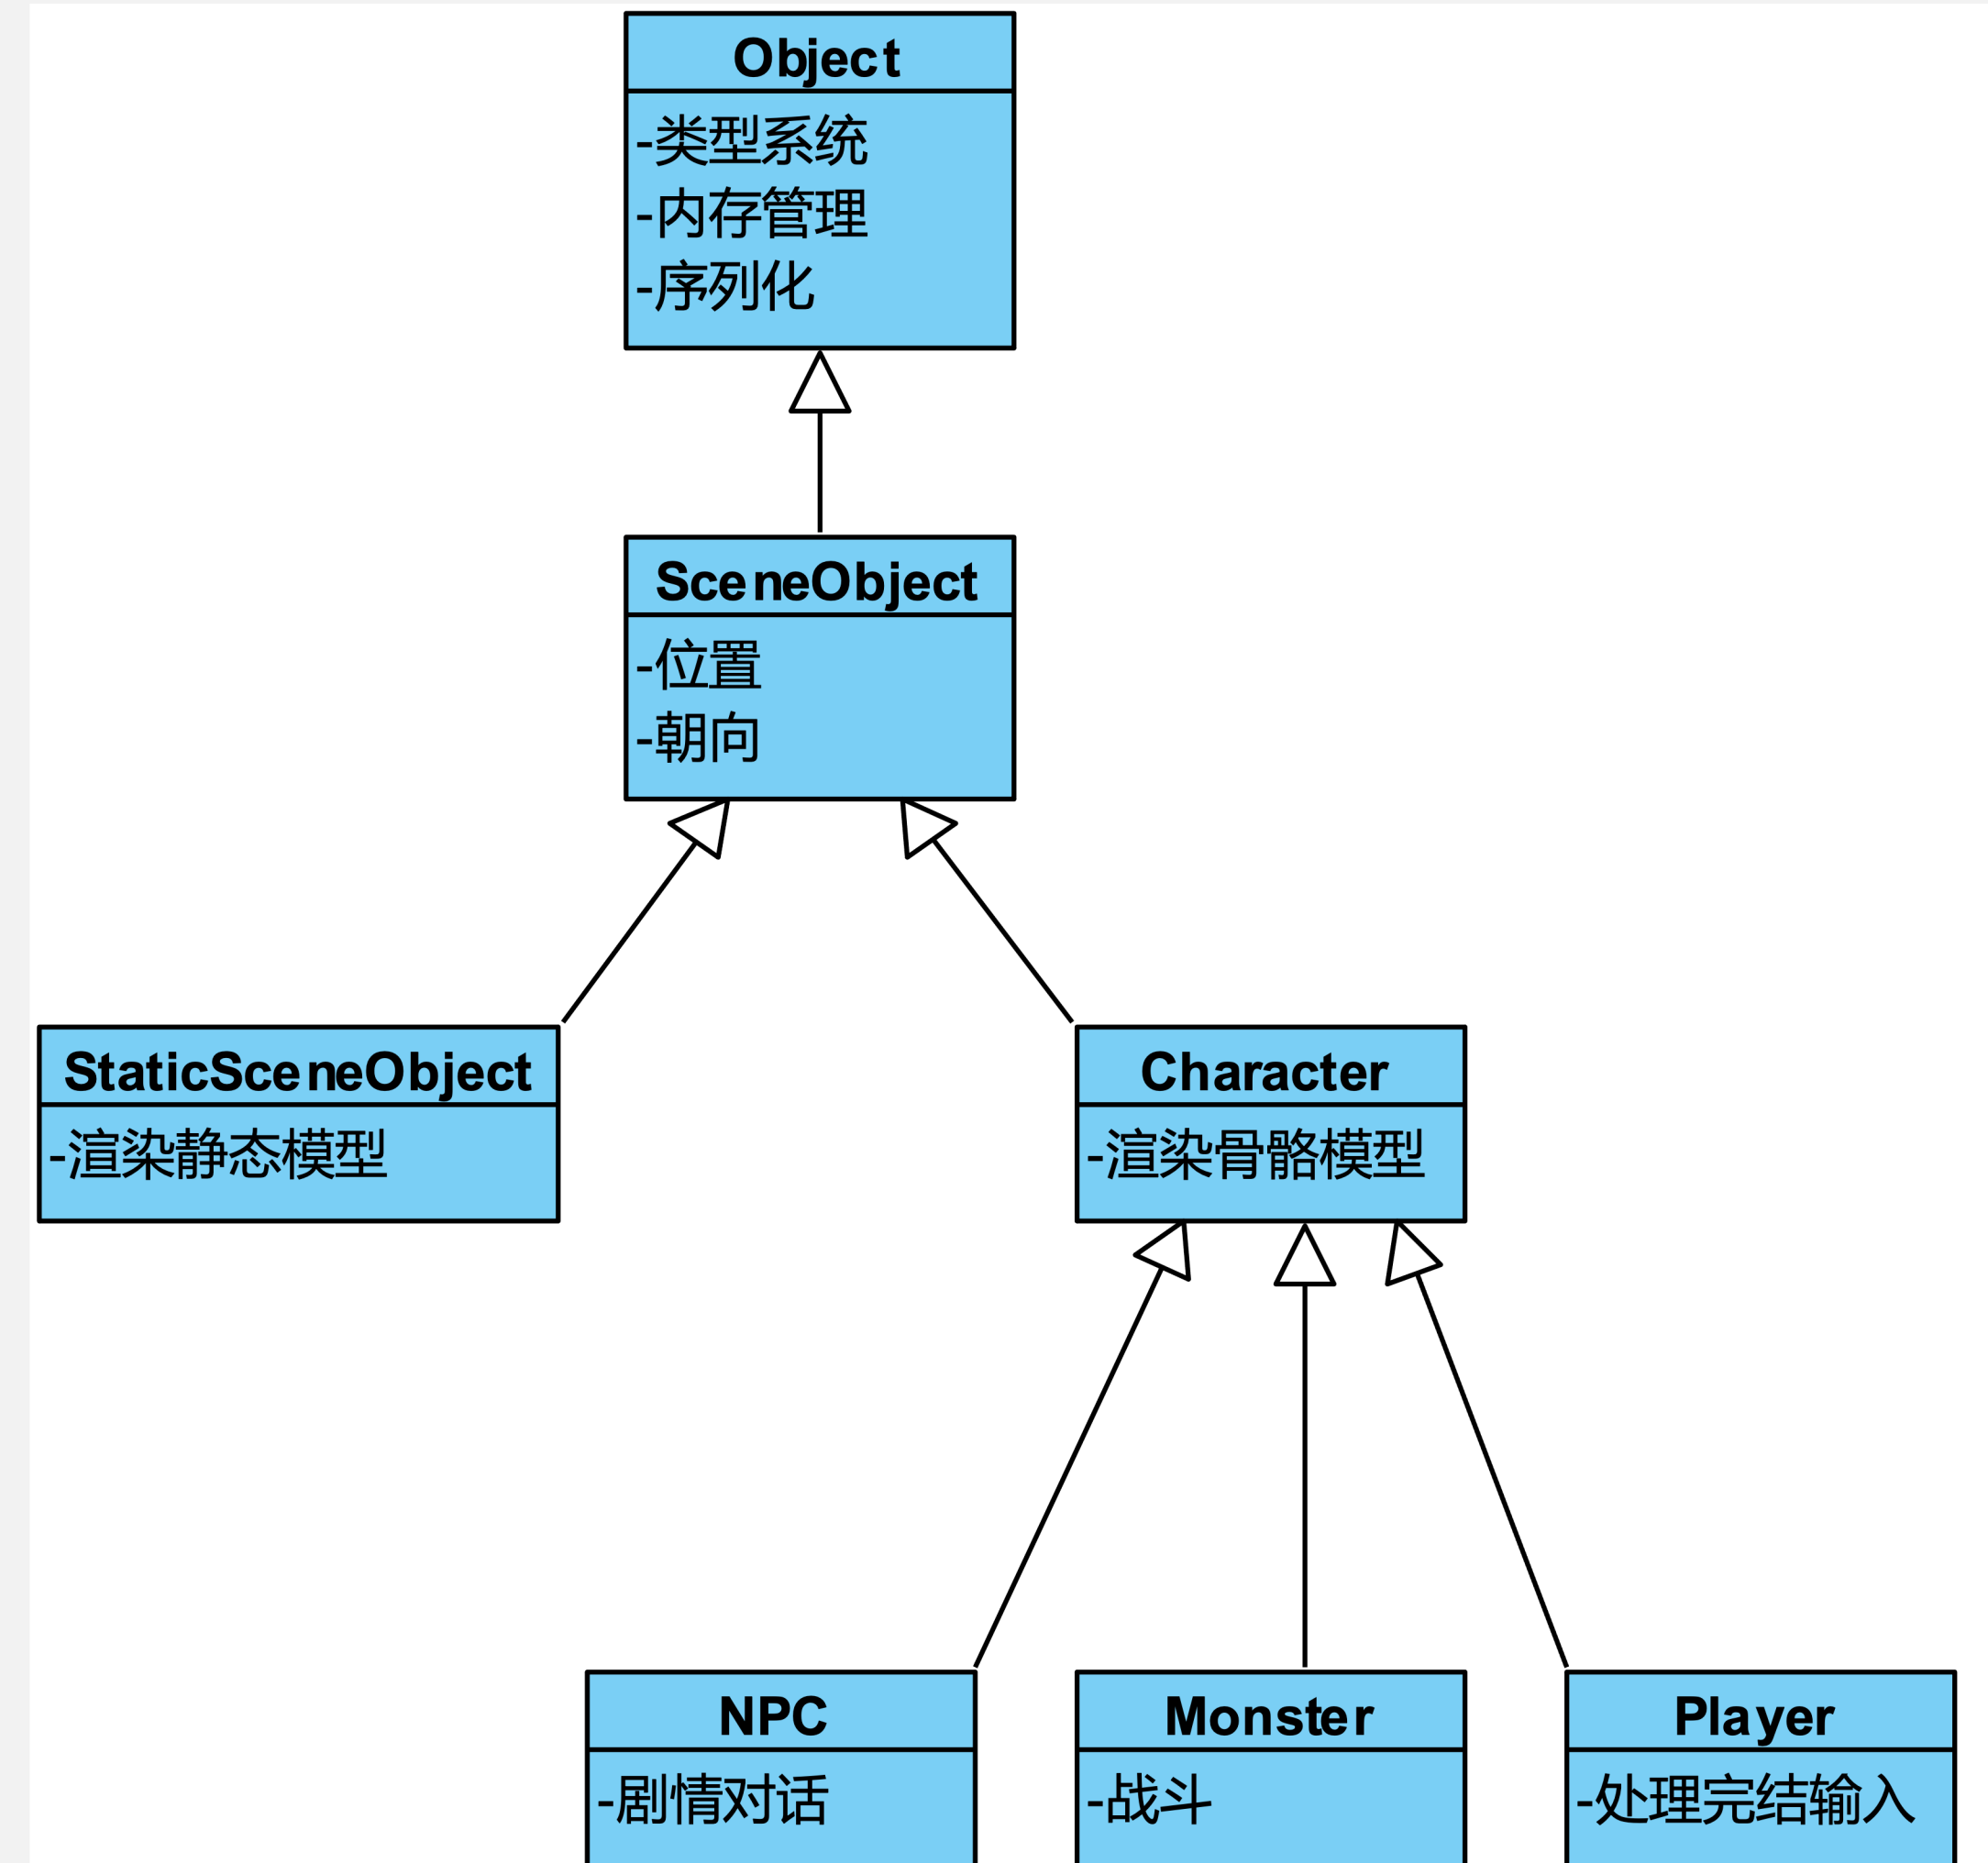 Object
-类型系统
-内存管理
-序列化
SceneObject
-位置
-朝向
StaticSceneObject
-渲染静态模型
Character
-渲染骨骼模型
NPC
-剧情对话
Monster
-战斗
Player
-处理完结输入